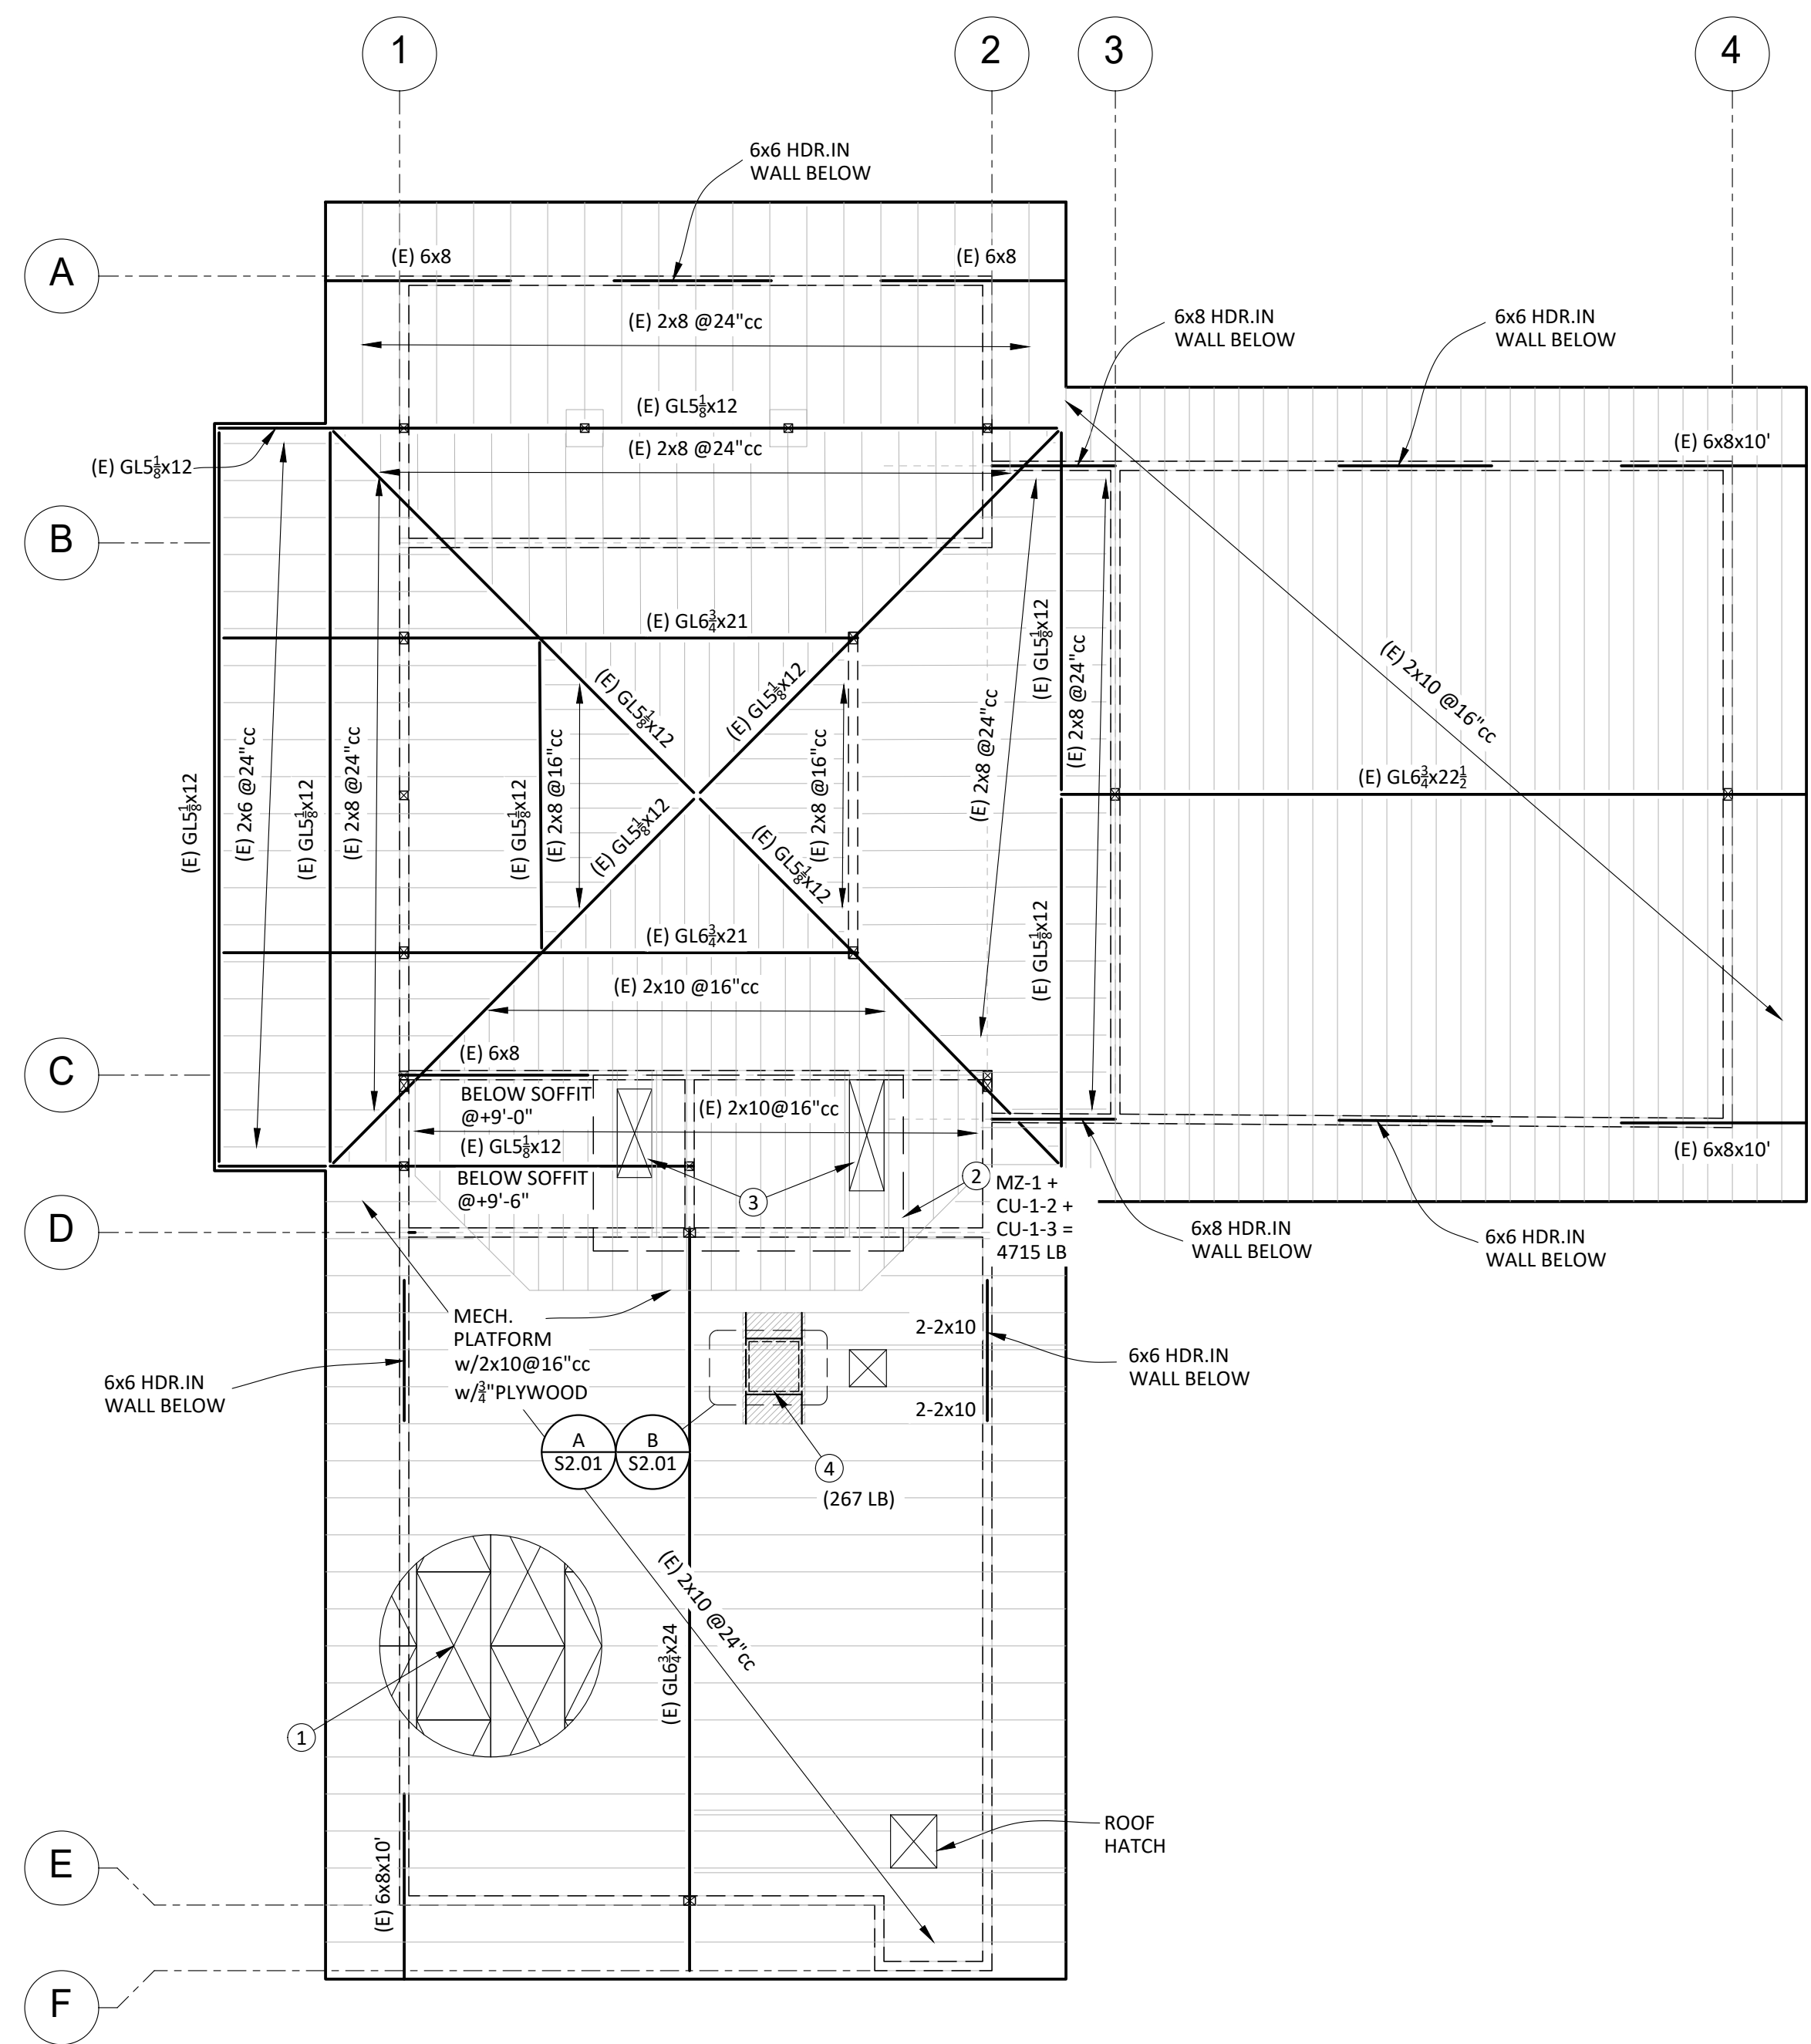 1
2
3
4
6x6 HDR.IN
WALL BELOW
A
(E) 6x8
(E) 6x8
(E) 2x8 @24"cc
6x8 HDR.IN
WALL BELOW
6x6 HDR.IN
WALL BELOW
(E) GL5⅛x12
(E) 2x8 @24"cc
(E) GL5⅛x12
(E) 6x8x10'
B
(E) GL6¾x21
(E) GL5⅛x12
(E) GL5⅛x12
(E) GL5⅛x12
(E) 2x8 @24"cc
(E) 2x8 @24"cc
(E) 2x10 @16"cc
(E) GL5⅛x12
(E) 2x6 @24"cc
(E) GL5⅛x12
(E) 2x8 @24"cc
(E) GL5⅛x12
(E) 2x8 @16"cc
(E) GL5⅛x12
(E) GL5⅛x12
(E) 2x8 @16"cc
(E) GL6¾x22½
(E) GL6¾x21
(E) GL5⅛x12
(E) 2x10 @16"cc
C
(E) 6x8
BELOW SOFFIT
@+9'-0"
(E) 2x10@16"cc
(E) GL5⅛x12
BELOW SOFFIT
@+9'-6"
3
2
MZ-1 +
CU-1-2 +
CU-1-3 =
4715 LB
(E) 6x8x10'
D
6x8 HDR.IN
WALL BELOW
6x6 HDR.IN
WALL BELOW
MECH.
PLATFORM
w/2x10@16"cc
w/¾"PLYWOOD
2-2x10
6x6 HDR.IN
WALL BELOW
6x6 HDR.IN
WALL BELOW
2-2x10
A
S2.01
B
S2.01
4
(267 LB)
(E) 2x10 @24"cc
(E) GL6¾x24
1
ROOF
HATCH
E
(E) 6x8x10'
F